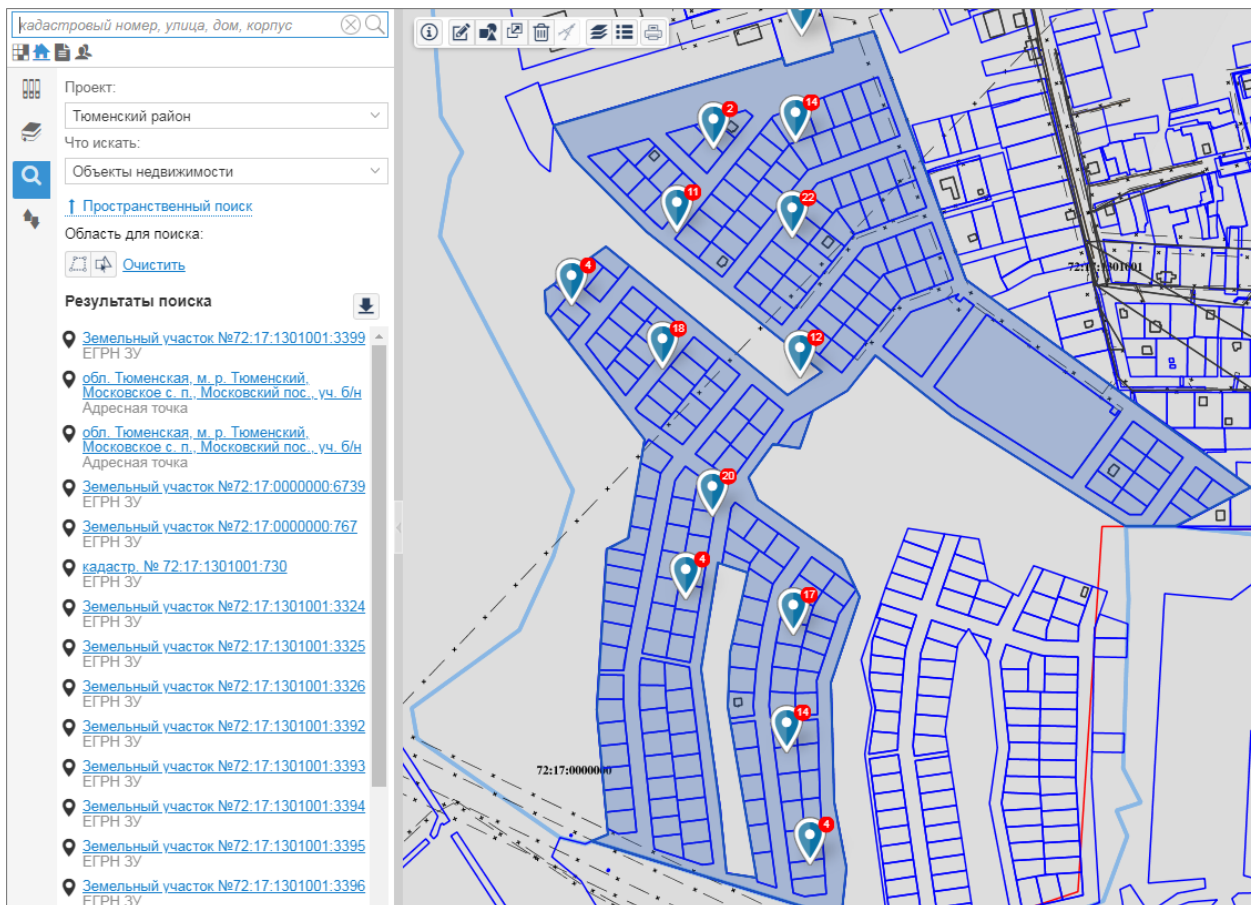 кадастровый номер, улица, дом, корпус
Проект:
Тюменский район
Что искать:
Объекты недвижимости
Пространственный поиск
Область для поиска:
Очистить
Результаты поиска
Земельный участок №72:17:1301001:3399
ЕГРН ЗУ
обл. Тюменская, м. р. Тюменский,
Московское с. п., Московский пос., уч. б/н
Адресная точка
обл. Тюменская, м. р. Тюменский,
Московское с. п., Московский пос., уч. б/н
Адресная точка
Земельный участок №72:17:0000000:6739
ЕГРН ЗУ
Земельный участок №72:17:0000000:767
ЕГРН ЗУ
кадастр. № 72:17:1301001:730
ЕГРН ЗУ
Земельный участок №72:17:1301001:3324
ЕГРН ЗУ
Земельный участок №72:17:1301001:3325
ЕГРН ЗУ
Земельный участок №72:17:1301001:3326
ЕГРН ЗУ
Земельный участок №72:17:1301001:3392
ЕГРН ЗУ
Земельный участок №72:17:1301001:3393
ЕГРН ЗУ
Земельный участок №72:17:1301001:3394
ЕГРН ЗУ
Земельный участок №72:17:1301001:3395
ЕГРН ЗУ
Земельный участок №72:17:1301001:3396
ЕГРН ЗУ
2
14
11
22
72:17:1301001
4
18
12
20
4
17
14
72:17:0000000
4